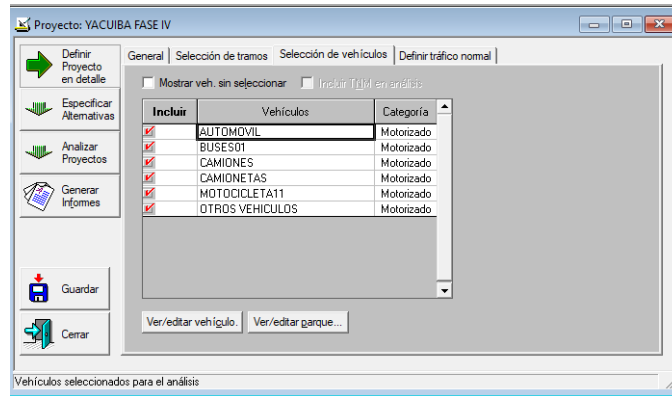 Proyecto: YACUIBA FASE IV
Definir
Proyecto
en detalle
Especificar
Alternativas
Analizar
Proyectos
Generar
Informes
Guardar
Cerrar
General Selección de tramos Selección de vehículos Definir tráfico normal
Mostrar veh. sin seleccionar Incluir TNM en análisis
Incluir Vehículos Categoría
AUTOMOVIL Motorizado
BUSES01 Motorizado
CAMIONES Motorizado
CAMIONETAS Motorizado
MOTOCICLETA11 Motorizado
OTROS VEHICULOS Motorizado
Ver/editar vehículo. Ver/editar parque...
Vehículos seleccionados para el análisis